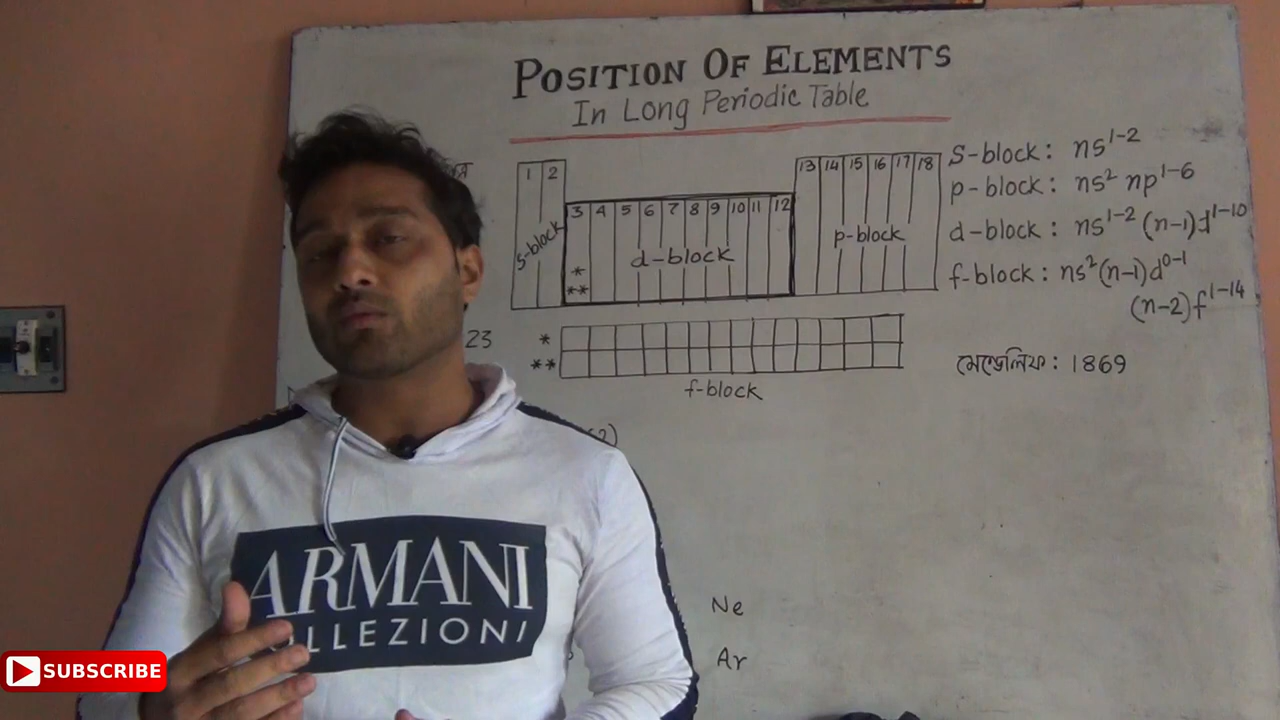 POSITION OF ELEMENTS
In Long Periodic Table
1 2
s-block
3 4 5 6 7 8 9 10 11 12
d-block
*
**
13 14 15 16 17 18
p-block
S-block: ns¹⁻²
p-block: ns² np¹⁻⁶
d-block: ns¹⁻² (n-1)d¹⁻¹⁰
f-block: ns²(n-1)d⁰⁻¹
(n-2)f¹⁻¹⁴
23
*
**
f-block
মেন্ডেলিফ: 1869
Ne
Ar
ARMANI
SUBSCRIBE